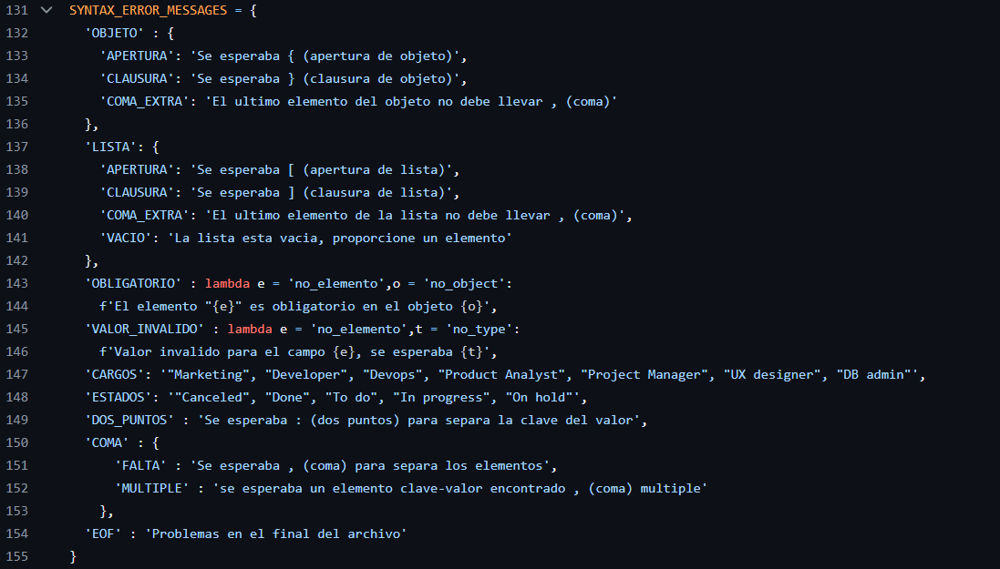 131 SYNTAX_ERROR_MESSAGES = {
132 'OBJETO' : {
133 'APERTURA': 'Se esperaba { (apertura de objeto)',
134 'CLAUSURA': 'Se esperaba } (clausura de objeto)',
135 'COMA_EXTRA': 'El ultimo elemento del objeto no debe llevar , (coma)'
136 },
137 'LISTA': {
138 'APERTURA': 'Se esperaba [ (apertura de lista)',
139 'CLAUSURA': 'Se esperaba ] (clausura de lista)',
140 'COMA_EXTRA': 'El ultimo elemento de la lista no debe llevar , (coma)',
141 'VACIO': 'La lista esta vacia, proporcione un elemento'
142 },
143 'OBLIGATORIO' : lambda e = 'no_elemento',o = 'no_object':
144 f'El elemento "{e}" es obligatorio en el objeto {o}',
145 'VALOR_INVALIDO' : lambda e = 'no_elemento',t = 'no_type':
146 f'Valor invalido para el campo {e}, se esperaba {t}',
147 'CARGOS': '"Marketing", "Developer", "Devops", "Product Analyst", "Project Manager", "UX designer", "DB admin"',
148 'ESTADOS': '"Canceled", "Done", "To do", "In progress", "On hold"',
149 'DOS_PUNTOS' : 'Se esperaba : (dos puntos) para separa la clave del valor',
150 'COMA' : {
151 'FALTA' : 'Se esperaba , (coma) para separa los elementos',
152 'MULTIPLE' : 'se esperaba un elemento clave-valor encontrado , (coma) multiple'
153 },
154 'EOF' : 'Problemas en el final del archivo'
155 }